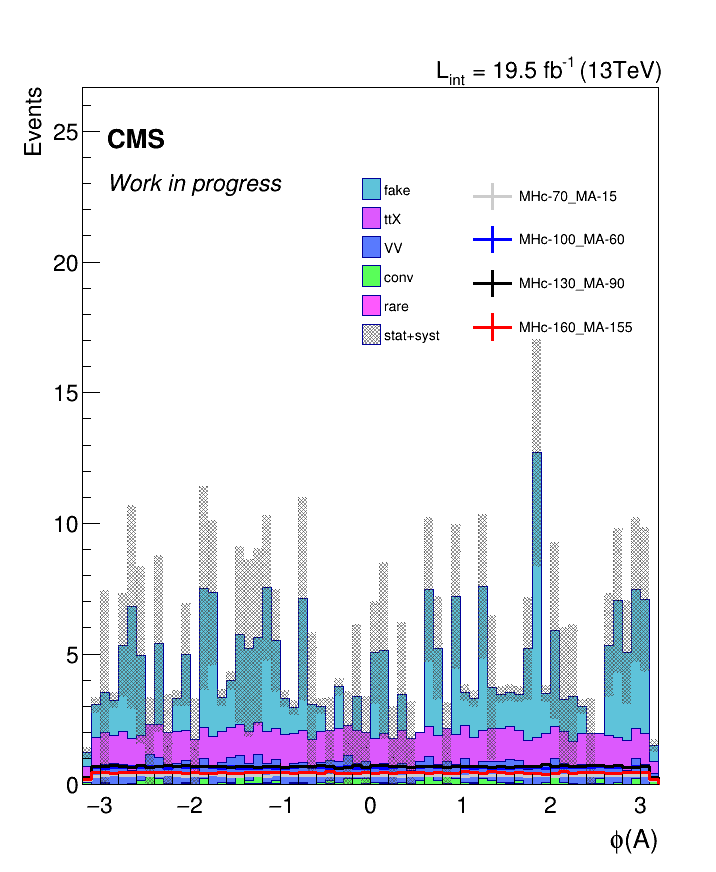 L_int = 19.5 fb^-1 (13TeV)
Events
CMS
Work in progress
fake
ttX
VV
conv
rare
stat+syst
MHc-70_MA-15
MHc-100_MA-60
MHc-130_MA-90
MHc-160_MA-155
25
20
15
10
5
0
−3 −2 −1 0 1 2 3
ϕ(A)